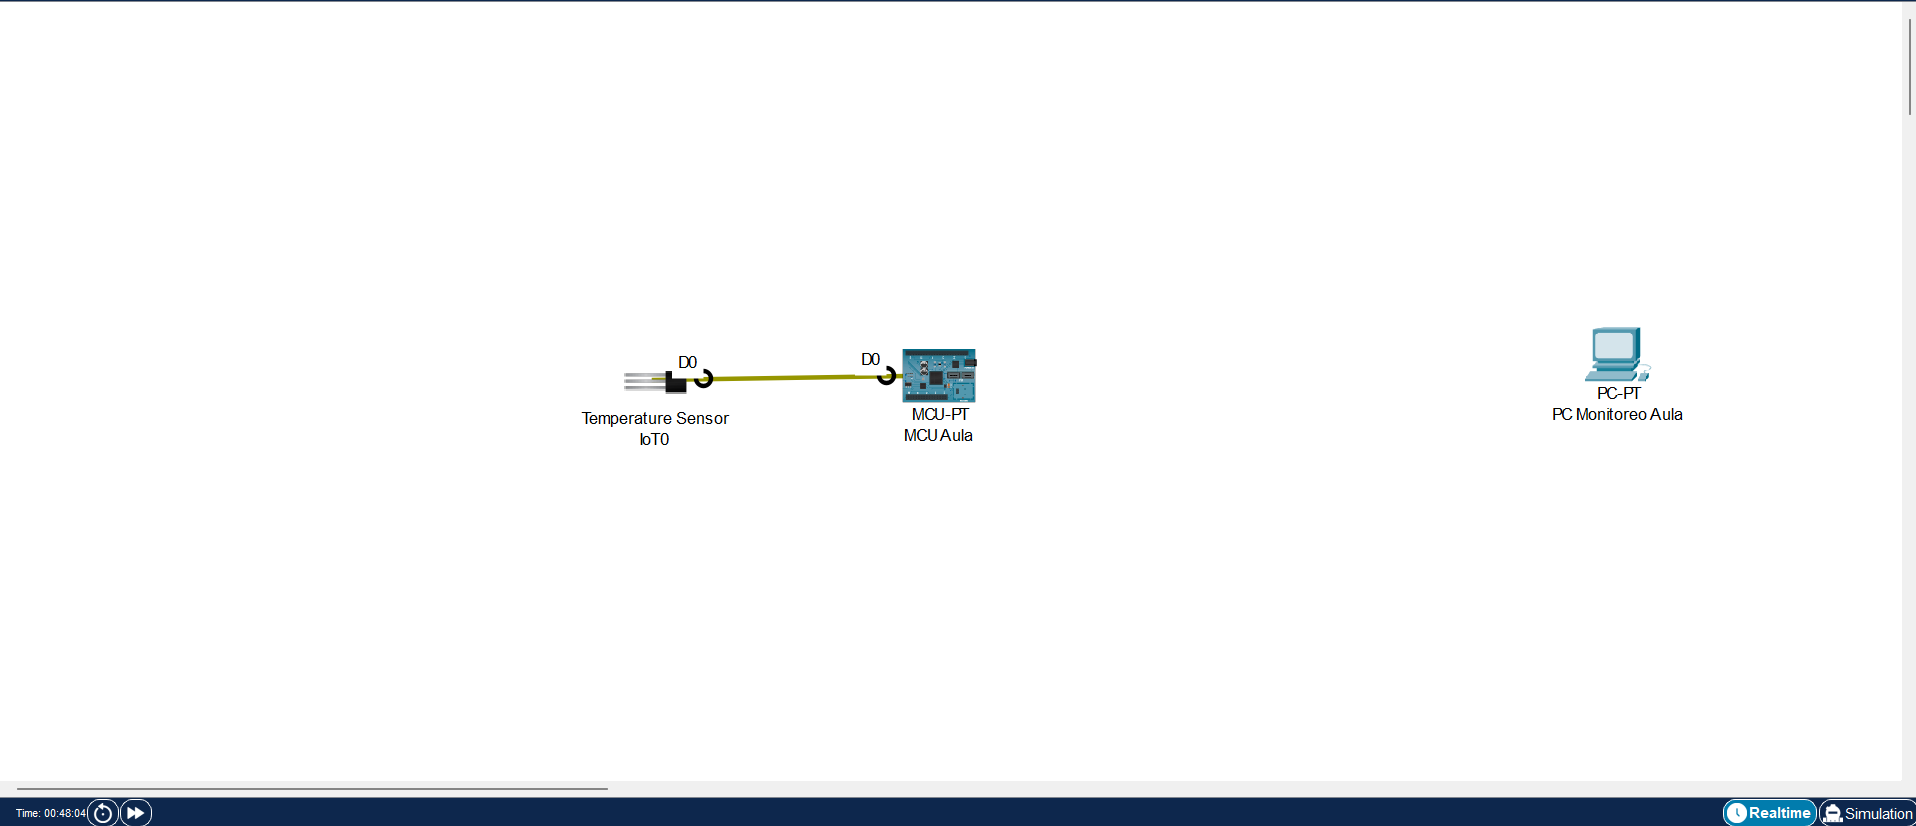 D0
D0
Temperature Sensor
IoT0
MCU-PT
MCU Aula
PC-PT
PC Monitoreo Aula
Time: 00:48:04
Realtime
Simulation